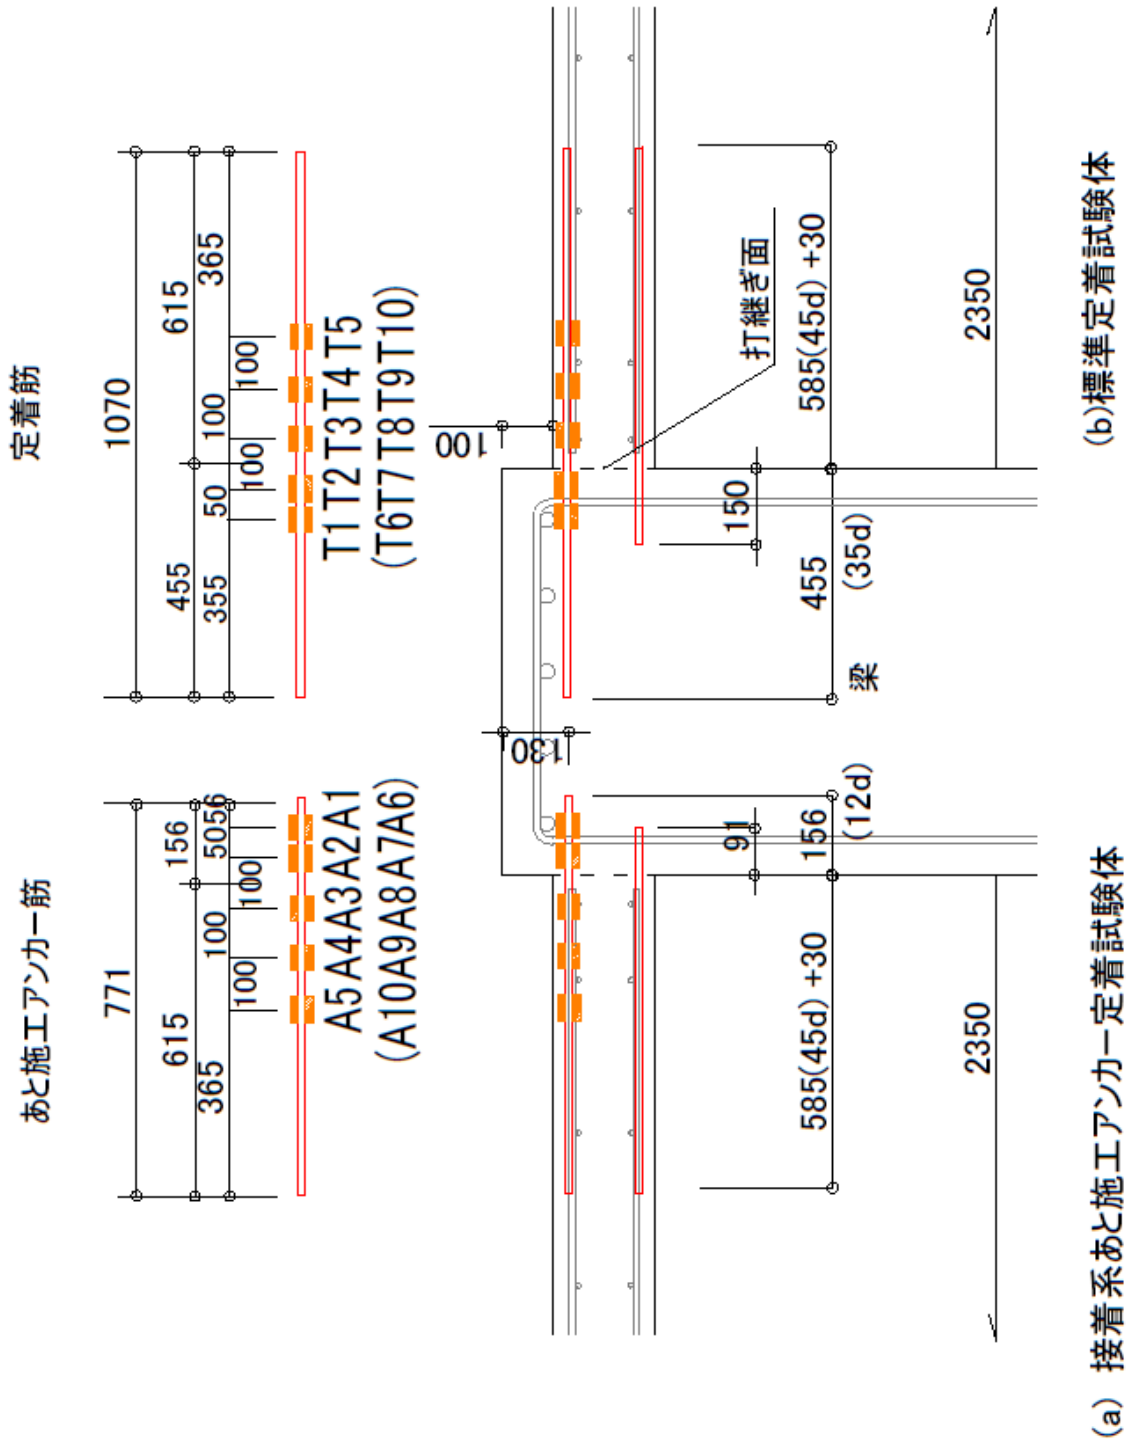 あと施工アンカー筋
定着筋
771
1070
615
156
455
615
365
100
100
100
50
56
355
50
100
100
100
365
A5A4A3A2A1
(A10A9A8A7A6)
T1T2T3T4T5
(T6T7T8T9T10)
130
100
91
150
打継ぎ面
585(45d) +30
156
(12d)
梁
455
(35d)
585(45d) +30
2350
2350
(a) 接着系あと施工アンカー定着試験体
(b)標準定着試験体